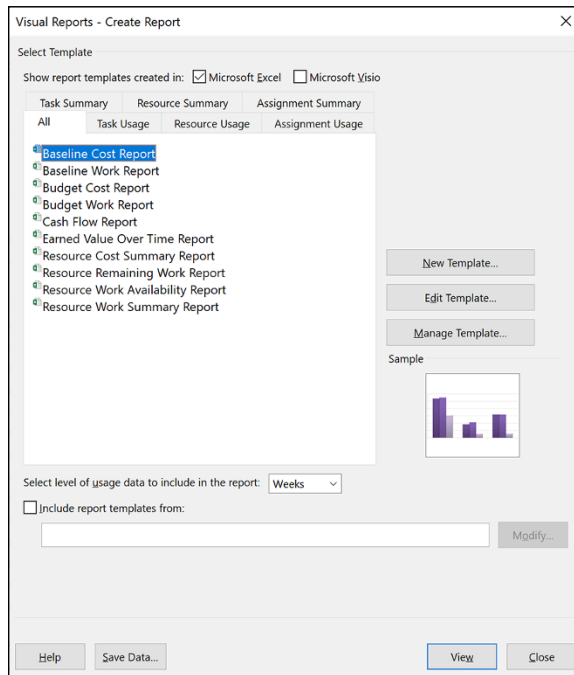 Visual Reports - Create Report
Select Template
Show report templates created in: Microsoft Excel Microsoft Visio
Task Summary Resource Summary Assignment Summary
All Task Usage Resource Usage Assignment Usage
Baseline Cost Report
Baseline Work Report
Budget Cost Report
Budget Work Report
Cash Flow Report
Earned Value Over Time Report
Resource Cost Summary Report
Resource Remaining Work Report
Resource Work Availability Report
Resource Work Summary Report
New Template...
Edit Template...
Manage Template...
Sample
Select level of usage data to include in the report: Weeks
Include report templates from:
Modify...
Help Save Data... View Close